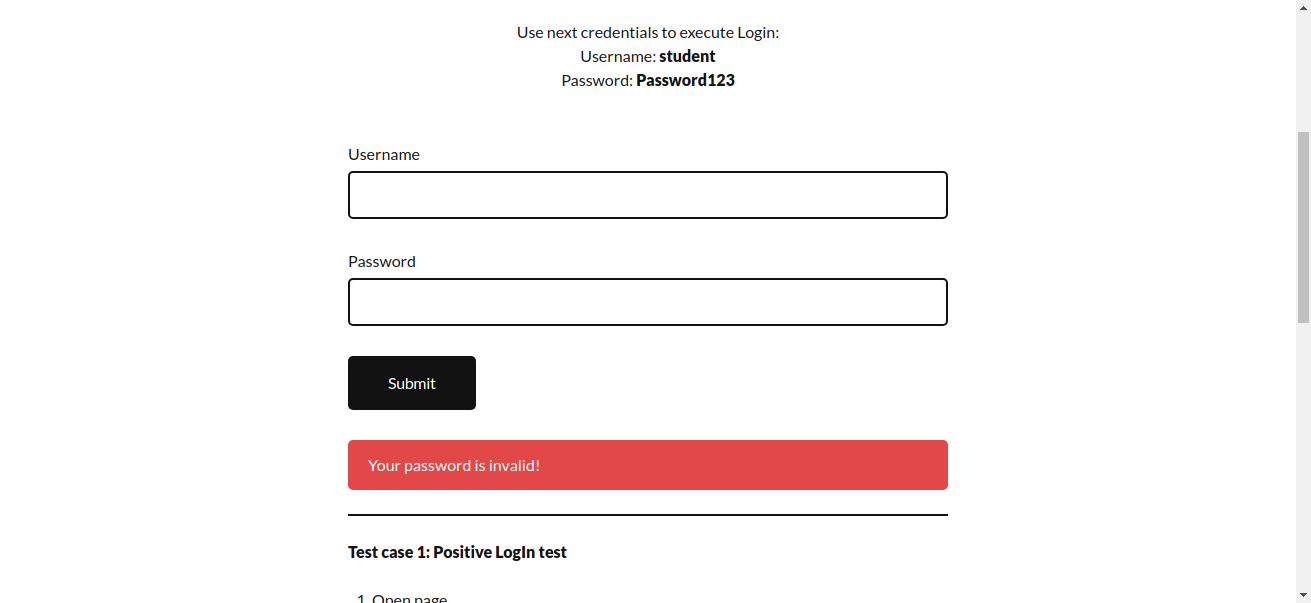 Use next credentials to execute Login:
Username: student
Password: Password123
Username
Password
Submit
Your password is invalid!
Test case 1: Positive LogIn test
1. Open page